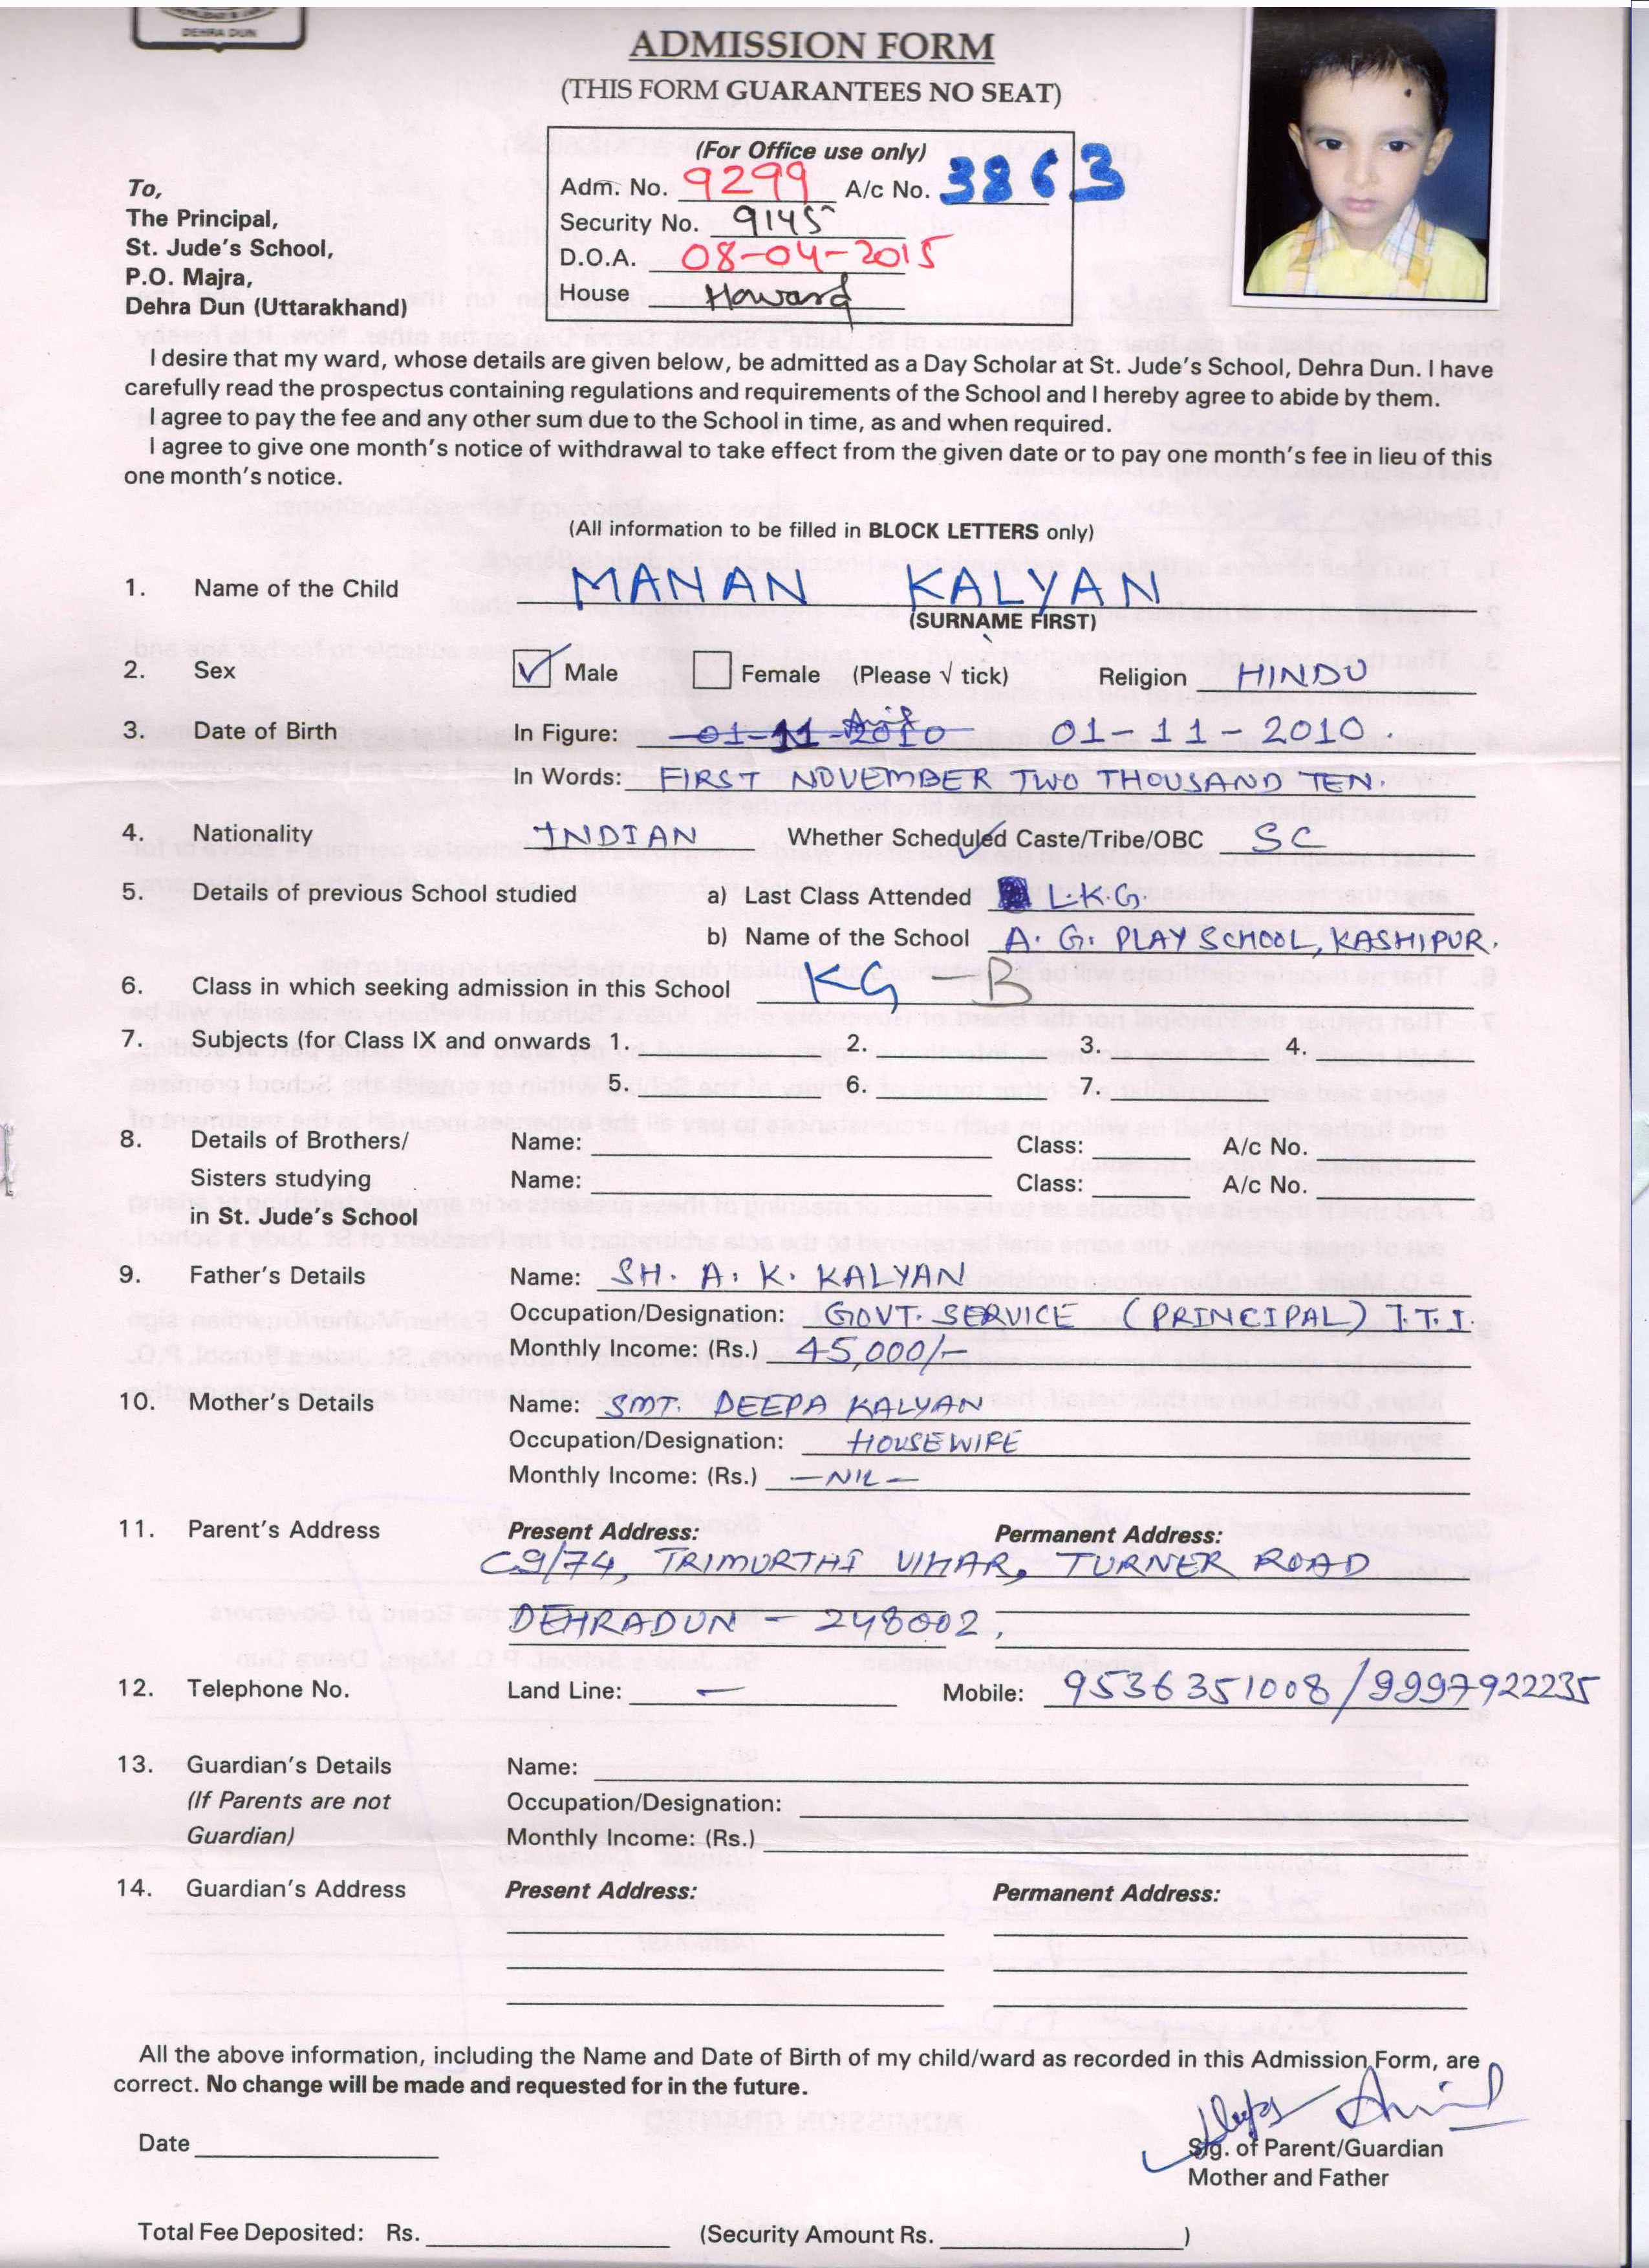 DEHRA DUN
ADMISSION FORM
(THIS FORM GUARANTEES NO SEAT)
(For Office use only)
Adm. No. 9299 A/c No. 3863
Security No. 9145
D.O.A. 08-04-2015
House Howard
To,
The Principal,
St. Jude's School,
P.O. Majra,
Dehra Dun (Uttarakhand)
I desire that my ward, whose details are given below, be admitted as a Day Scholar at St. Jude's School, Dehra Dun. I have
carefully read the prospectus containing regulations and requirements of the School and I hereby agree to abide by them.
I agree to pay the fee and any other sum due to the School in time, as and when required.
I agree to give one month's notice of withdrawal to take effect from the given date or to pay one month's fee in lieu of this
one month's notice.
(All information to be filled in BLOCK LETTERS only)
1. Name of the Child MANAN KALYAN
(SURNAME FIRST)
2. Sex ✓ Male Female (Please √ tick) Religion HINDU
3. Date of Birth In Figure: 01-11-2010 01-11-2010.
In Words: FIRST NOVEMBER TWO THOUSAND TEN.
4. Nationality INDIAN Whether Scheduled Caste/Tribe/OBC SC
5. Details of previous School studied a) Last Class Attended L.K.G.
b) Name of the School A. G. PLAY SCHOOL, KASHIPUR.
6. Class in which seeking admission in this School KG - B
7. Subjects (for Class IX and onwards 1. 2. 3. 4.
5. 6. 7.
8. Details of Brothers/ Name: Class: A/c No.
Sisters studying Name: Class: A/c No.
in St. Jude's School
9. Father's Details Name: SH. A. K. KALYAN
Occupation/Designation: GOVT. SERVICE (PRINCIPAL) I.T.I.
Monthly Income: (Rs.) 45,000/-
10. Mother's Details Name: SMT. DEEPA KALYAN
Occupation/Designation: HOUSEWIFE
Monthly Income: (Rs.) —NIL—
11. Parent's Address Present Address: Permanent Address:
C9/74, TRIMURTHI VIHAR, TURNER ROAD
DEHRADUN - 248002.
12. Telephone No. Land Line: — Mobile: 9536351008/9997922235
13. Guardian's Details Name:
(If Parents are not Occupation/Designation:
Guardian) Monthly Income: (Rs.)
14. Guardian's Address Present Address: Permanent Address:
All the above information, including the Name and Date of Birth of my child/ward as recorded in this Admission Form, are
correct. No change will be made and requested for in the future.
Date
Sig. of Parent/Guardian
Mother and Father
Total Fee Deposited: Rs. (Security Amount Rs. )